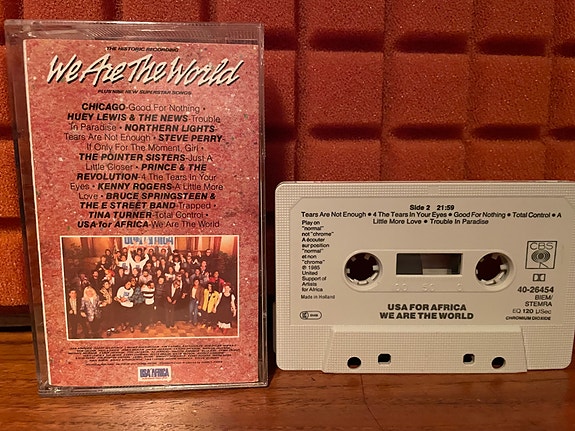 THE HISTORIC RECORDING
We Are The World
PLUS NINE NEW SUPERSTAR SONGS
CHICAGO-Good For Nothing •
HUEY LEWIS & THE NEWS-Trouble
In Paradise • NORTHERN LIGHTS-
Tears Are Not Enough • STEVE PERRY-
If Only For The Moment, Girl •
THE POINTER SISTERS-Just A
Little Closer • PRINCE & THE
REVOLUTION-4 The Tears In Your
Eyes • KENNY ROGERS-A Little More
Love • BRUCE SPRINGSTEEN &
THE E STREET BAND-Trapped •
TINA TURNER-Total Control •
USA for AFRICA-We Are The World
USA AFRICA
Side 2 21:59
Tears Are Not Enough • 4 The Tears In Your Eyes • Good For Nothing • Total Control • A
Little More Love • Trouble In Paradise
Play on
"normal"
not "chrome"
A écouter
sur position
"normal"
et non
"chrome"
℗ 1985
United
Support of
Artists
for Africa
Made in Holland
CBS
40-26454
BIEM/
STEMRA
EQ 120 µ/Sec
CHROMIUM DIOXIDE
USA FOR AFRICA
WE ARE THE WORLD